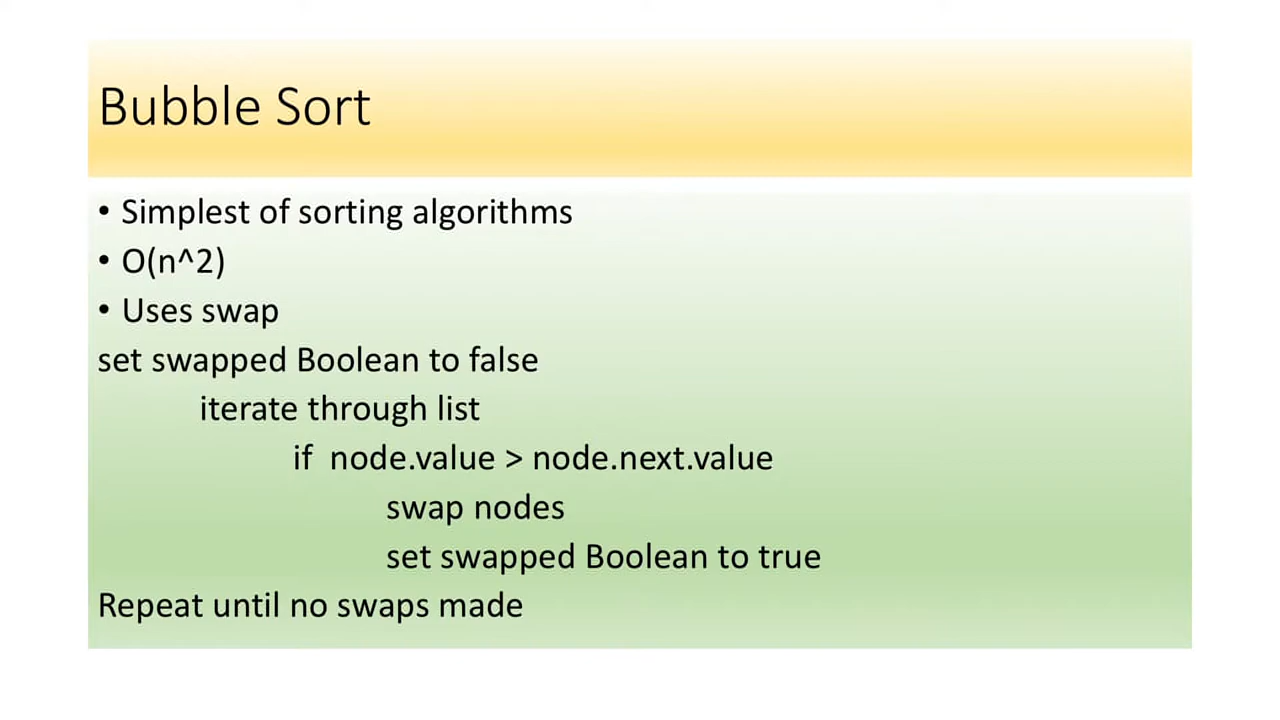 Bubble Sort
• Simplest of sorting algorithms
• O(n^2)
• Uses swap
set swapped Boolean to false
iterate through list
if  node.value > node.next.value
swap nodes
set swapped Boolean to true
Repeat until no swaps made